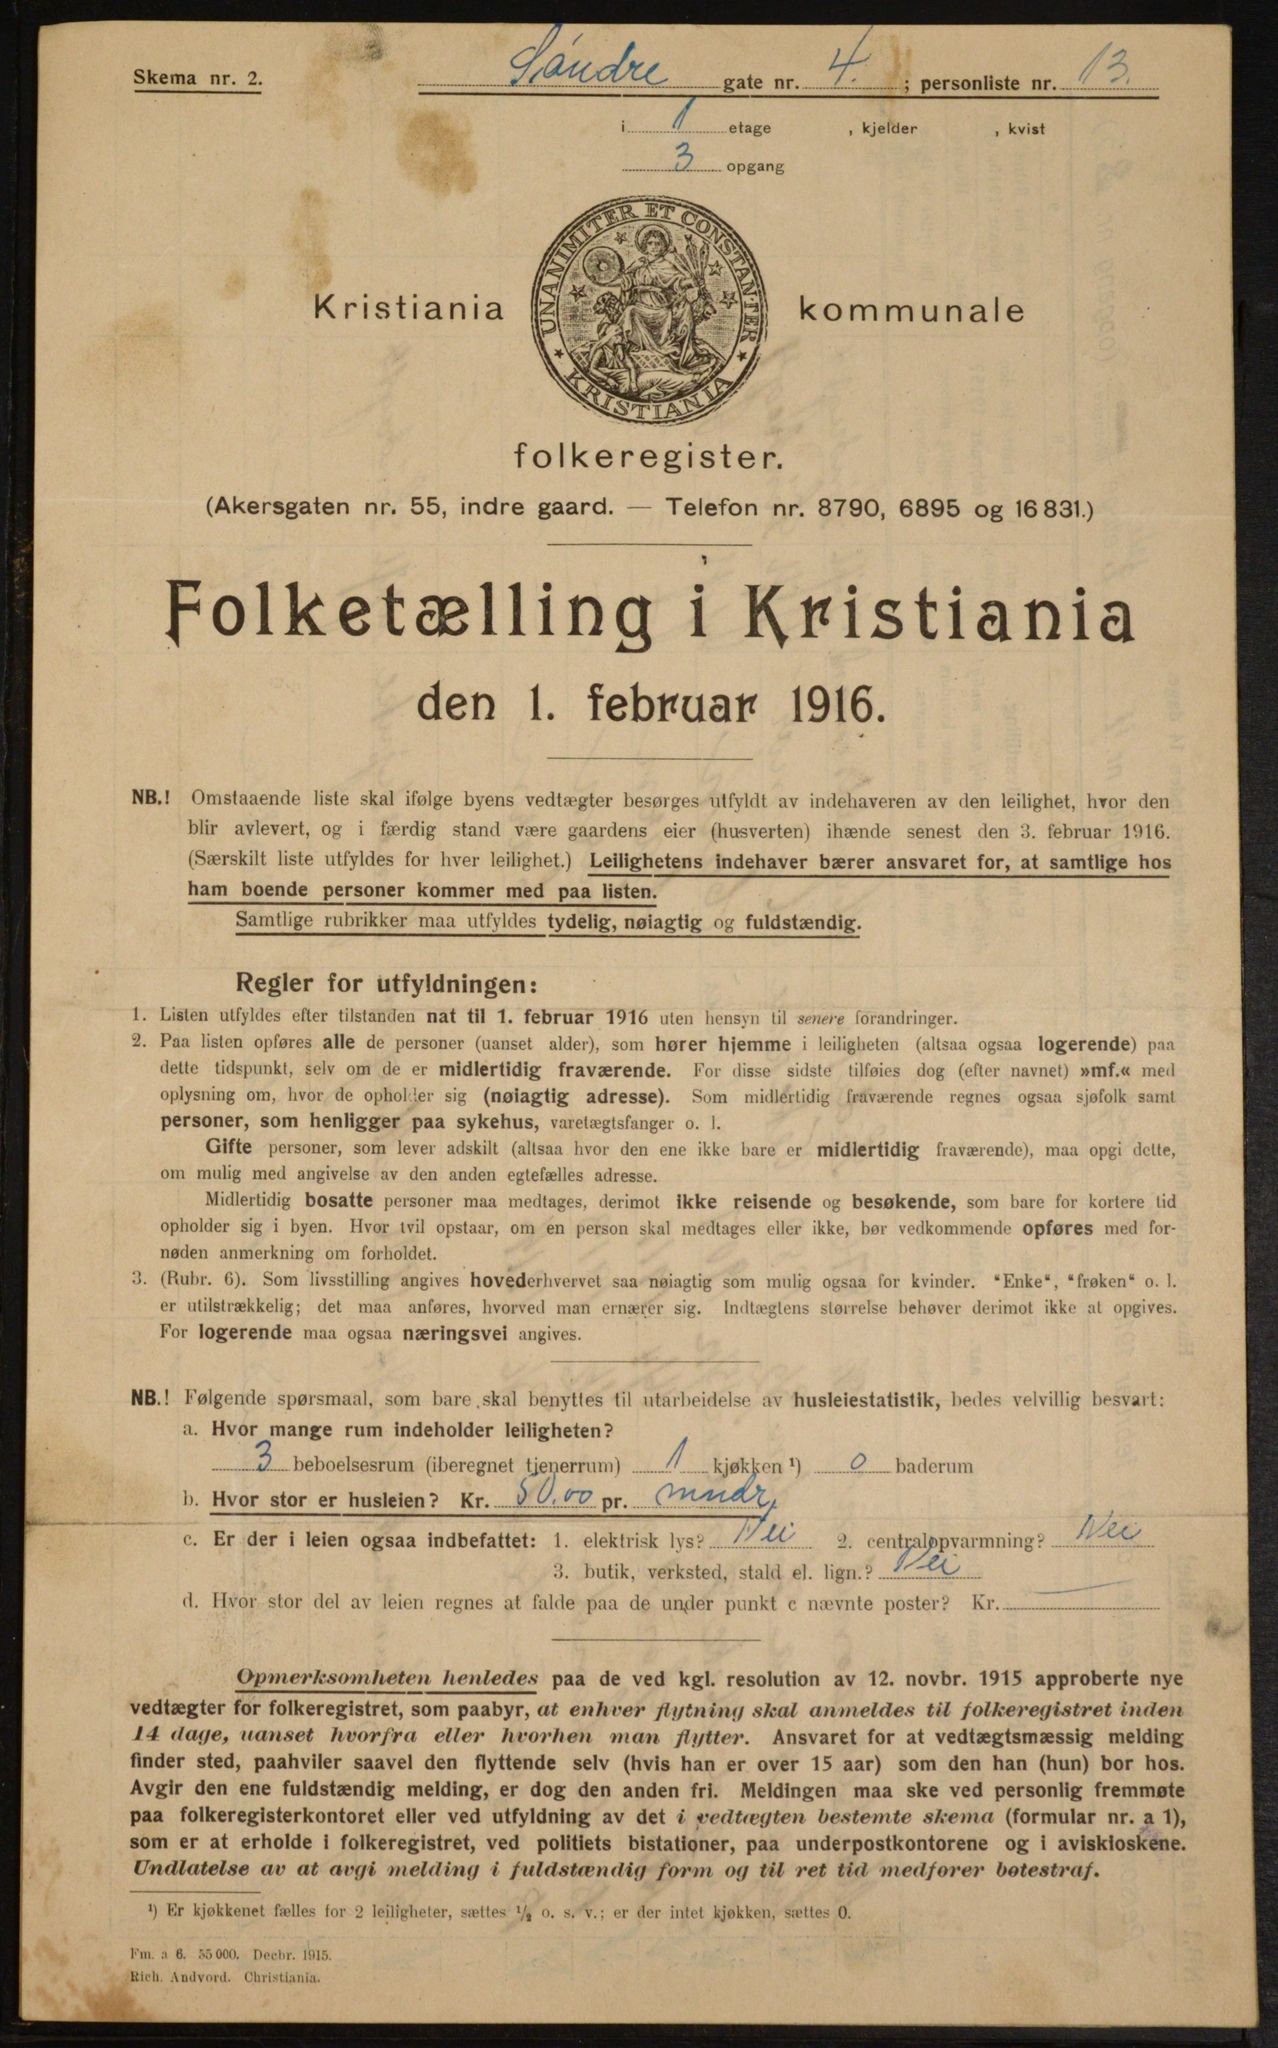 Skema nr. 2. Söndre gate nr. 4. ; personliste nr. 13.
i 1 etage , kjelder , kvist
3 opgang
UNANIMITER ET CONSTANTER
KRISTIANIA
Kristiania kommunale
folkeregister.
(Akersgaten nr. 55, indre gaard. — Telefon nr. 8790, 6895 og 16 831.)
Folketælling i Kristiania
den 1. februar 1916.
NB.! Omstaaende liste skal ifølge byens vedtægter besørges utfyldt av indehaveren av den leilighet, hvor den
blir avlevert, og i færdig stand være gaardens eier (husverten) ihænde senest den 3. februar 1916.
(Særskilt liste utfyldes for hver leilighet.) Leilighetens indehaver bærer ansvaret for, at samtlige hos
ham boende personer kommer med paa listen.
Samtlige rubrikker maa utfyldes tydelig, nøiagtig og fuldstændig.
Regler for utfyldningen:
1. Listen utfyldes efter tilstanden nat til 1. februar 1916 uten hensyn til senere forandringer.
2. Paa listen opføres alle de personer (uanset alder), som hører hjemme i leiligheten (altsaa ogsaa logerende) paa
dette tidspunkt, selv om de er midlertidig fraværende. For disse sidste tilføies dog (efter navnet) »mf.« med
oplysning om, hvor de opholder sig (nøiagtig adresse). Som midlertidig fraværende regnes ogsaa sjøfolk samt
personer, som henligger paa sykehus, varetægtsfanger o. l.
Gifte personer, som lever adskilt (altsaa hvor den ene ikke bare er midlertidig fraværende), maa opgi dette,
om mulig med angivelse av den anden egtefælles adresse.
Midlertidig bosatte personer maa medtages, derimot ikke reisende og besøkende, som bare for kortere tid
opholder sig i byen. Hvor tvil opstaar, om en person skal medtages eller ikke, bør vedkommende opføres med for-
nøden anmerkning om forholdet.
3. (Rubr. 6). Som livsstilling angives hovederhvervet saa nøiagtig som mulig ogsaa for kvinder. "Enke", "frøken" o. l.
er utilstrækkelig; det maa anføres, hvorved man ernærer sig. Indtægtens størrelse behøver derimot ikke at opgives.
For logerende maa ogsaa næringsvei angives.
NB.! Følgende spørsmaal, som bare skal benyttes til utarbeidelse av husleiestatistik, bedes velvillig besvart:
a. Hvor mange rum indeholder leiligheten?
3 beboelsesrum (iberegnet tjenerrum) 1 kjøkken ¹) 0 baderum
b. Hvor stor er husleien? Kr. 50.00 pr. mndr.
c. Er der i leien ogsaa indbefattet: 1. elektrisk lys? Nei 2. centralopvarmning? Nei
3. butik, verksted, stald el. lign.? Nei
d. Hvor stor del av leien regnes at falde paa de under punkt c nævnte poster? Kr.
Opmerksomheten henledes paa de ved kgl. resolution av 12. novbr. 1915 approberte nye
vedtægter for folkeregistret, som paabyr, at enhver flytning skal anmeldes til folkeregistret inden
14 dage, uanset hvorfra eller hvorhen man flytter. Ansvaret for at vedtægtsmæssig melding
finder sted, paahviler saavel den flyttende selv (hvis han er over 15 aar) som den han (hun) bor hos.
Avgir den ene fuldstændig melding, er dog den anden fri. Meldingen maa ske ved personlig fremmøte
paa folkeregisterkontoret eller ved utfyldning av det i vedtægten bestemte skema (formular nr. a 1),
som er at erholde i folkeregistret, ved politiets bistationer, paa underpostkontorene og i aviskioskene.
Undlatelse av at avgi melding i fuldstændig form og til ret tid medfører bøtestraf.
¹) Er kjøkkenet fælles for 2 leiligheter, sættes ½ o. s. v.; er der intet kjøkken, sættes 0.
Fm. a 6. 55 000. Decbr. 1915.
Rich. Andvord. Christiania.